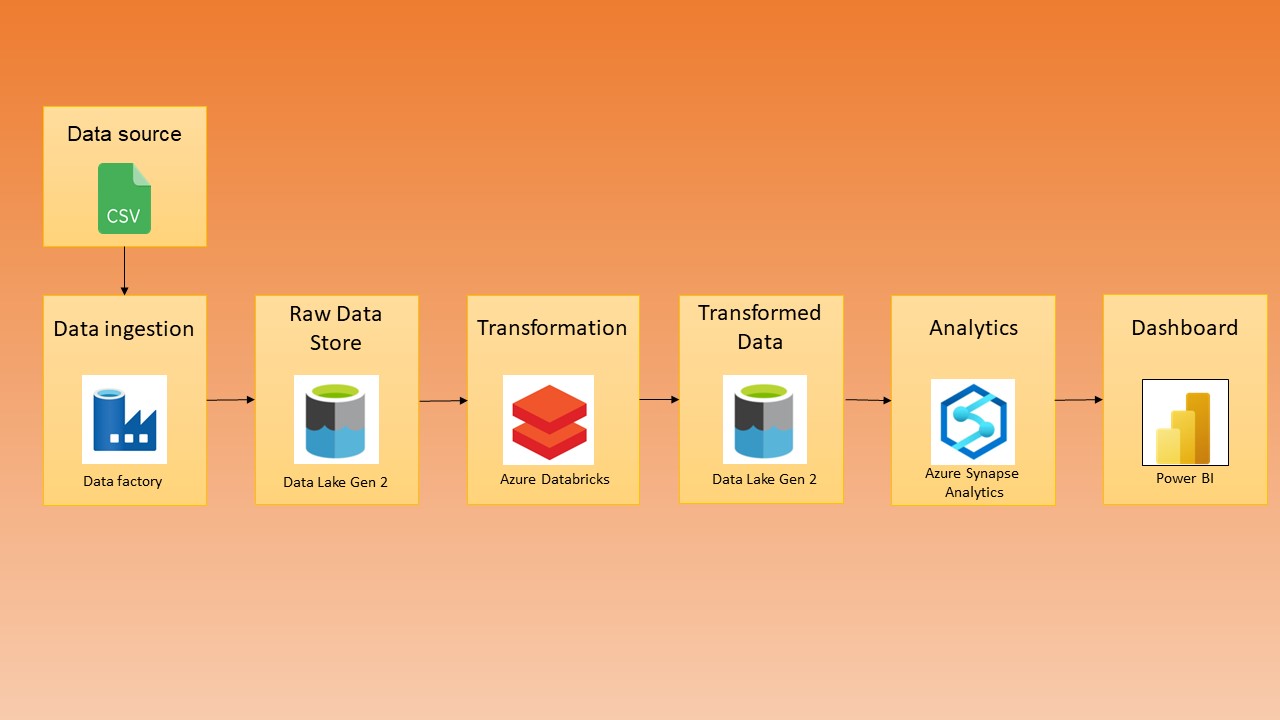 Data source
CSV
Data ingestion
Data factory
Raw Data
Store
Data Lake Gen 2
Transformation
Azure Databricks
Transformed
Data
Data Lake Gen 2
Analytics
Azure Synapse
Analytics
Dashboard
Power BI